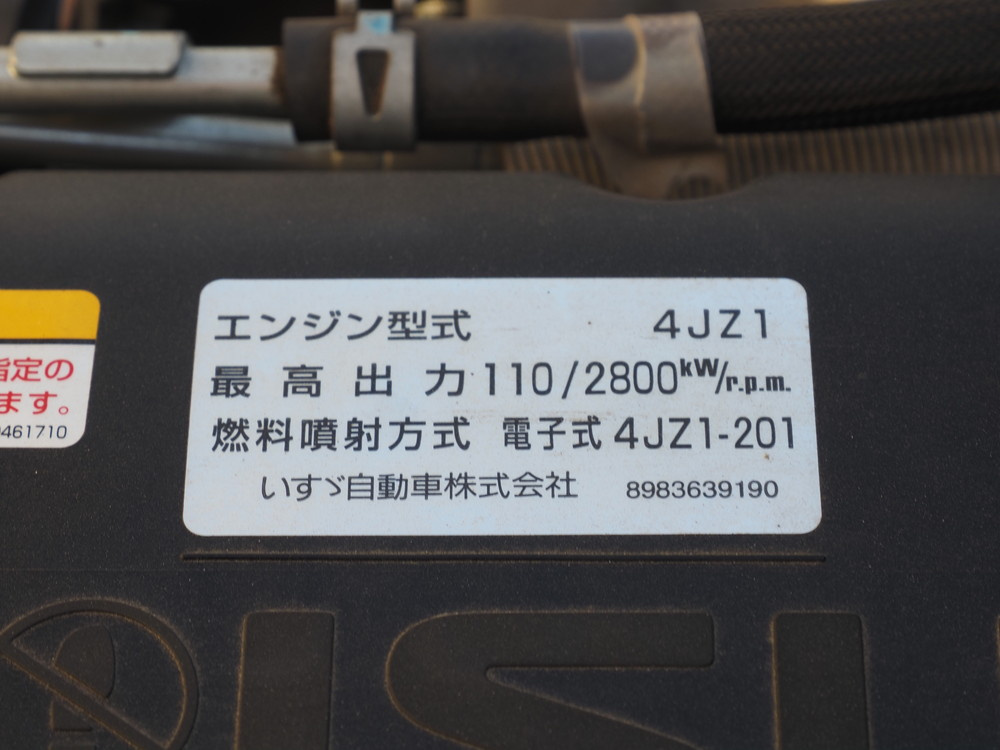 エンジン型式 4JZ1
最高出力 110/2800kW/r.p.m.
燃料噴射方式 電子式 4JZ1-201
いすゞ自動車株式会社 8983639190
指定の
ます。
461710
ISU